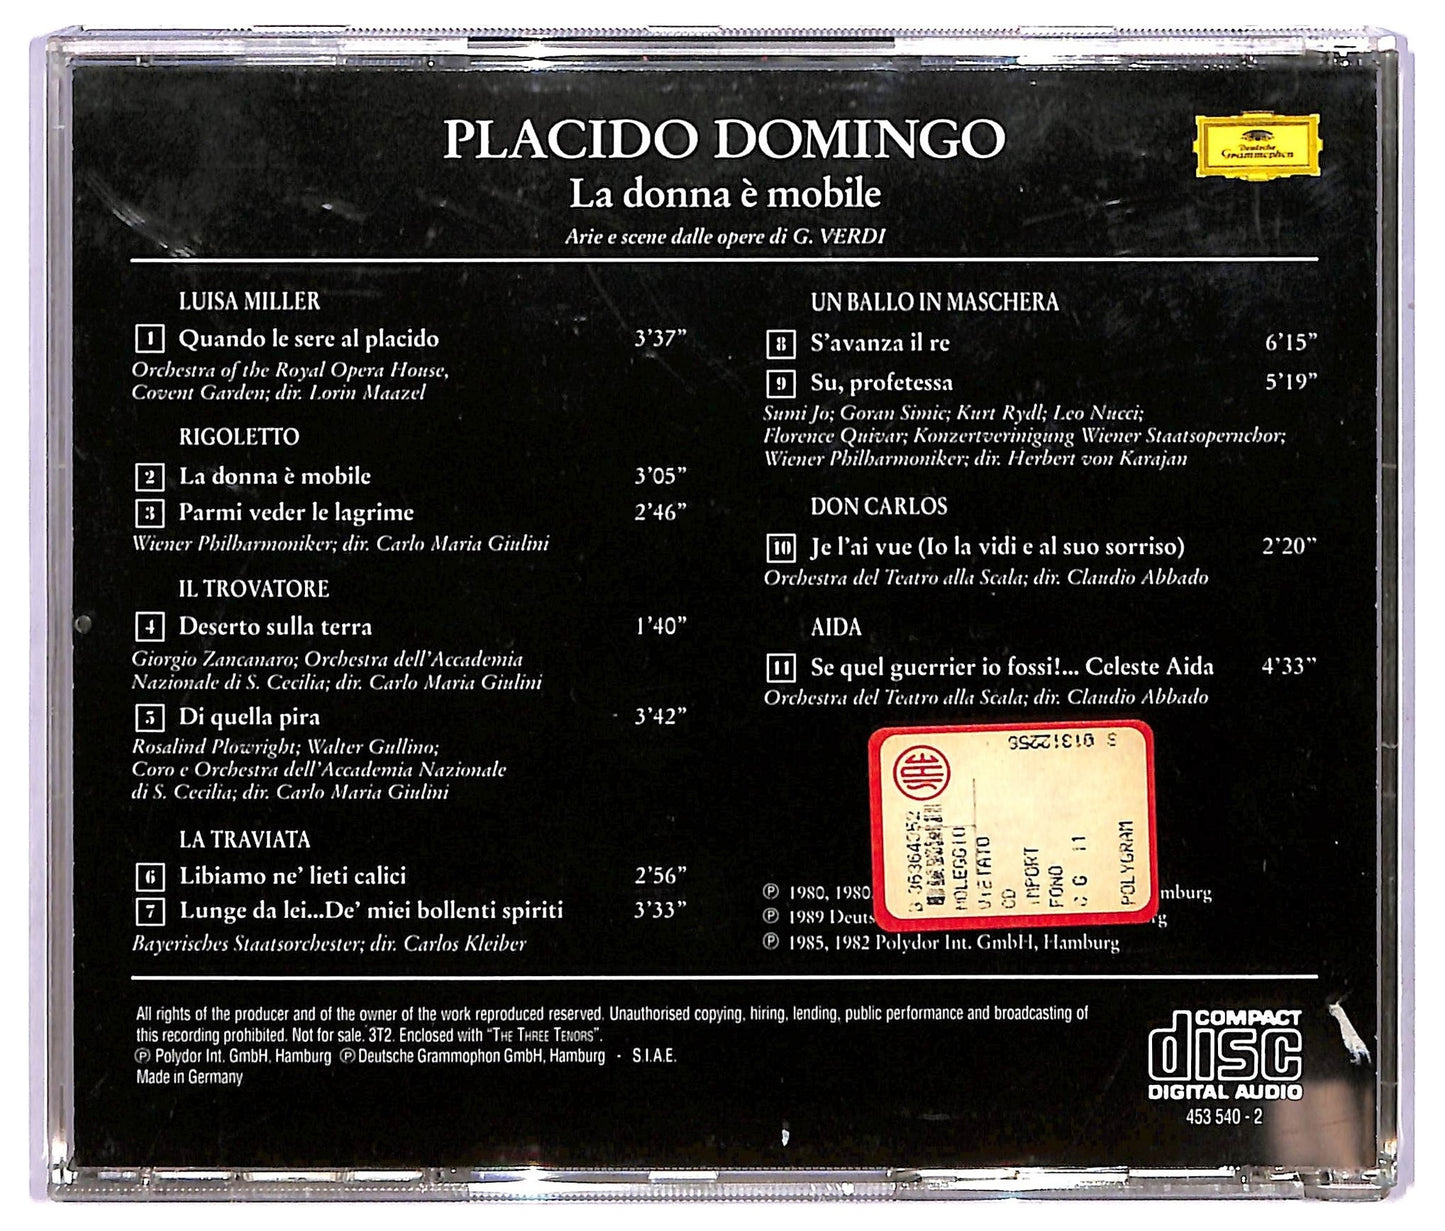 PLACIDO DOMINGO
La donna è mobile
Arie e scene dalle opere di G. VERDI
Deutsche
Grammophon
LUISA MILLER
1 Quando le sere al placido 3’37”
Orchestra of the Royal Opera House,
Covent Garden; dir. Lorin Maazel
RIGOLETTO
2 La donna è mobile 3’05”
3 Parmi veder le lagrime 2’46”
Wiener Philharmoniker; dir. Carlo Maria Giulini
IL TROVATORE
4 Deserto sulla terra 1’40”
Giorgio Zancanaro; Orchestra dell’Accademia
Nazionale di S. Cecilia; dir. Carlo Maria Giulini
5 Di quella pira 3’42”
Rosalind Plowright; Walter Gullino;
Coro e Orchestra dell’Accademia Nazionale
di S. Cecilia; dir. Carlo Maria Giulini
LA TRAVIATA
6 Libiamo ne’ lieti calici 2’56”
7 Lunge da lei...De’ miei bollenti spiriti 3’33”
Bayerisches Staatsorchester; dir. Carlos Kleiber
UN BALLO IN MASCHERA
8 S’avanza il re 6’15”
9 Su, profetessa 5’19”
Sumi Jo; Goran Simic; Kurt Rydl; Leo Nucci;
Florence Quivar; Konzertverinigung Wiener Staatsopernchor;
Wiener Philharmoniker; dir. Herbert von Karajan
DON CARLOS
10 Je l’ai vue (Io la vidi e al suo sorriso) 2’20”
Orchestra del Teatro alla Scala; dir. Claudio Abbado
AIDA
11 Se quel guerrier io fossi!... Celeste Aida 4’33”
Orchestra del Teatro alla Scala; dir. Claudio Abbado
SIAE
NOLEGGIO
VIETATO
CD
IMPORT
FONO
POLYGRAM
℗ 1980, 1980 mburg
℗ 1989 Deuts rg
℗ 1985, 1982 Polydor Int. GmbH, Hamburg
All rights of the producer and of the owner of the work reproduced reserved. Unauthorised copying, hiring, lending, public performance and broadcasting of
this recording prohibited. Not for sale. 3T2. Enclosed with “THE THREE TENORS”.
℗ Polydor Int. GmbH, Hamburg ℗ Deutsche Grammophon GmbH, Hamburg - S.I.A.E.
Made in Germany
COMPACT
disc
DIGITAL AUDIO
453 540 - 2